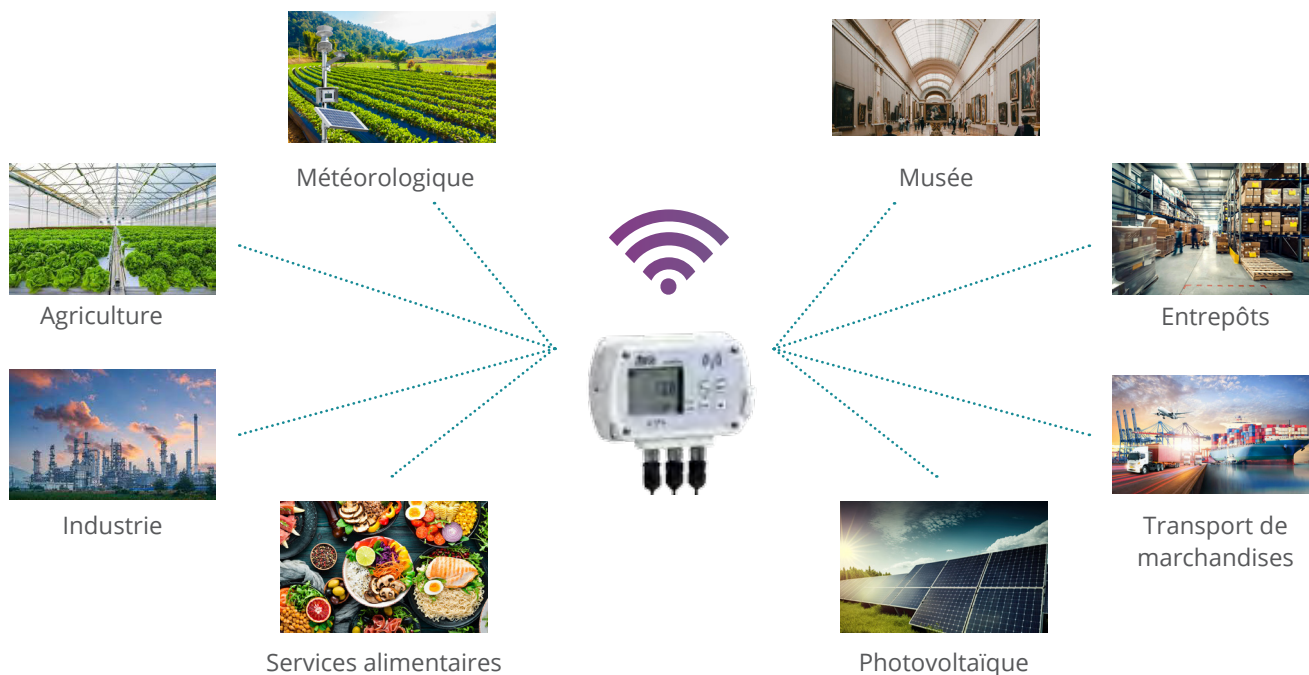 Météorologique
Musée
Agriculture
Entrepôts
Industrie
Transport de
marchandises
Services alimentaires
Photovoltaïque